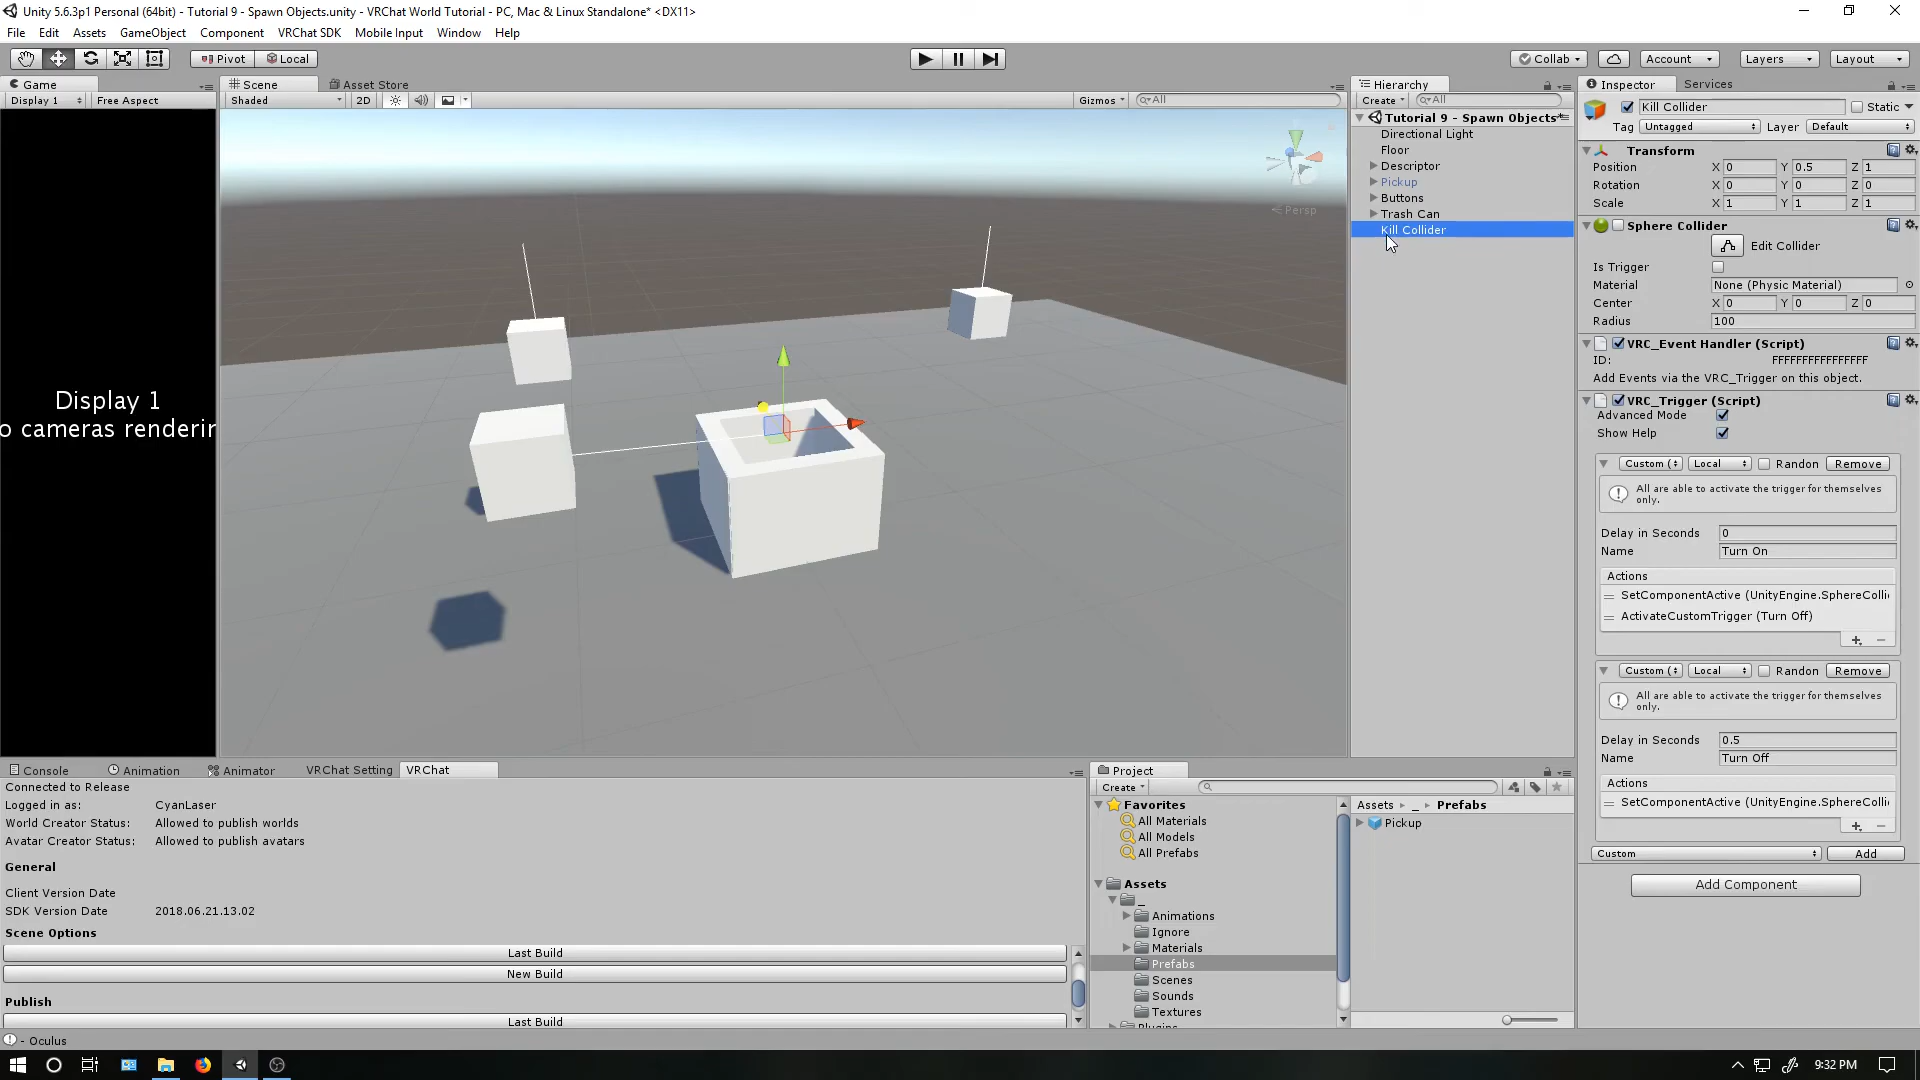 Unity 5.6.3p1 Personal (64bit) - Tutorial 9 - Spawn Objects.unity - VRChat World Tutorial - PC, Mac & Linux Standalone* <DX11>
File Edit Assets GameObject Component VRChat SDK Mobile Input Window Help
Pivot Local Collab Account Layers Layout
Game Scene Asset Store Hierarchy Inspector Services
Display 1 Free Aspect Shaded 2D Gizmos All Create All
Display 1
o cameras renderin
Persp
Tutorial 9 - Spawn Objects*
Directional Light
Floor
Descriptor
Pickup
Buttons
Trash Can
Kill Collider
Kill Collider Static
Tag Untagged Layer Default
Transform
Position X 0 Y 0.5 Z 1
Rotation X 0 Y 0 Z 0
Scale X 1 Y 1 Z 1
Sphere Collider
Edit Collider
Is Trigger
Material None (Physic Material)
Center X 0 Y 0 Z 0
Radius 100
VRC_Event Handler (Script)
ID: FFFFFFFFFFFFFFFF
Add Events via the VRC_Trigger on this object.
VRC_Trigger (Script)
Advanced Mode
Show Help
Custom ( Local Randon Remove
All are able to activate the trigger for themselves
only.
Delay in Seconds 0
Name Turn On
Actions
SetComponentActive (UnityEngine.SphereColli
ActivateCustomTrigger (Turn Off)
Custom ( Local Randon Remove
All are able to activate the trigger for themselves
only.
Delay in Seconds 0.5
Name Turn Off
Actions
SetComponentActive (UnityEngine.SphereColli
Custom Add
Add Component
Console Animation Animator VRChat Setting VRChat
Connected to Release
Logged in as: CyanLaser
World Creator Status: Allowed to publish worlds
Avatar Creator Status: Allowed to publish avatars
General
Client Version Date
SDK Version Date 2018.06.21.13.02
Scene Options
Last Build
New Build
Publish
Last Build
Project
Create
Favorites
All Materials
All Models
All Prefabs
Assets
_
Animations
Ignore
Materials
Prefabs
Scenes
Sounds
Textures
Plugins
Assets _ Prefabs
Pickup
- Oculus
9:32 PM